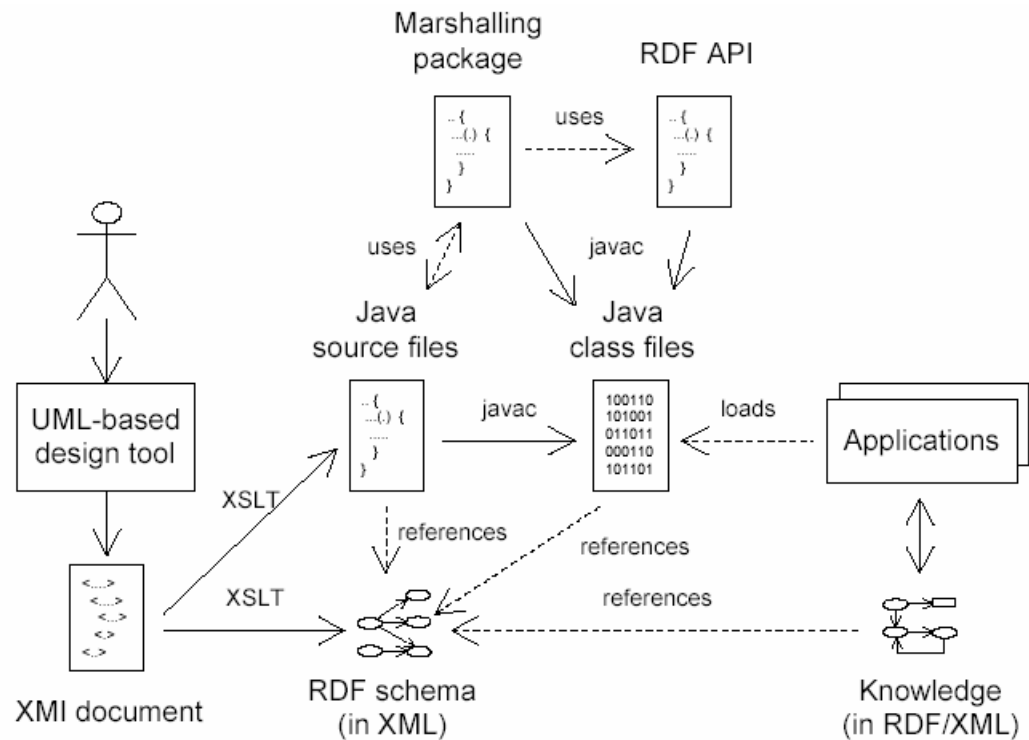 Marshalling
package
RDF API
.. {
...(.) {
.....
}
}
uses
.. {
...(.) {
.....
}
}
uses
javac
Java
source files
Java
class files
UML-based
design tool
.. {
...(.) {
.....
}
}
javac
100110
101001
011011
000110
101101
loads
Applications
XSLT
references
references
<...>
<...>
<...>
<>
<..>
XSLT
references
XMI document
RDF schema
(in XML)
Knowledge
(in RDF/XML)